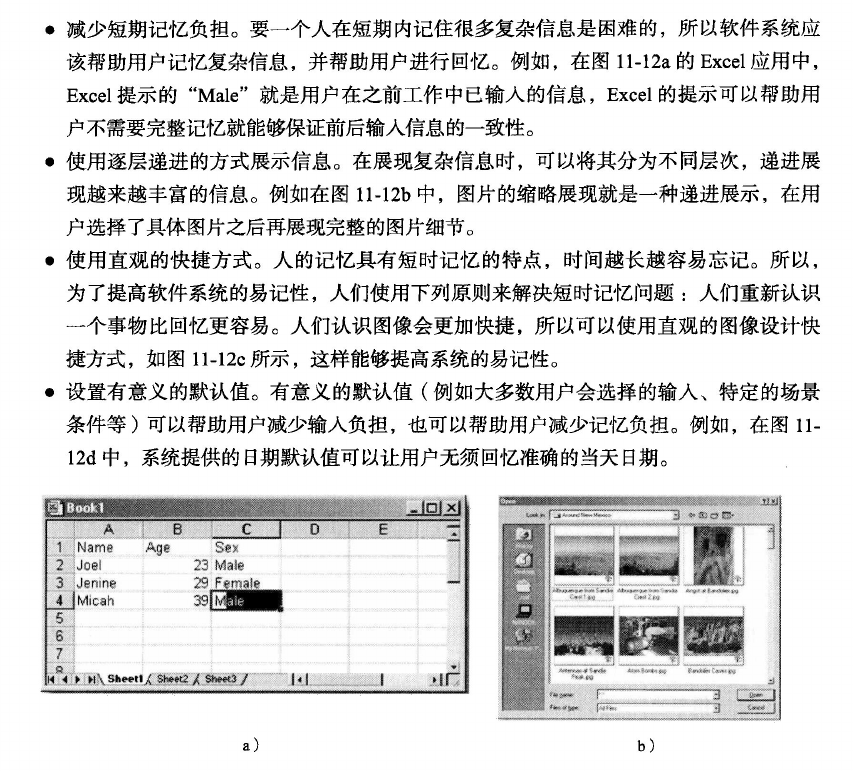 ● 减少短期记忆负担。要一个人在短期内记住很多复杂信息是困难的，所以软件系统应
该帮助用户记忆复杂信息，并帮助用户进行回忆。例如，在图 11-12a 的 Excel 应用中，
Excel 提示的“Male”就是用户在之前工作中已输入的信息，Excel 的提示可以帮助用
户不需要完整记忆就能够保证前后输入信息的一致性。
● 使用逐层递进的方式展示信息。在展现复杂信息时，可以将其分为不同层次，递进展
现越来越丰富的信息。例如在图 11-12b 中，图片的缩略展现就是一种递进展示，在用
户选择了具体图片之后再展现完整的图片细节。
● 使用直观的快捷方式。人的记忆具有短时记忆的特点，时间越长越容易忘记。所以，
为了提高软件系统的易记性，人们使用下列原则来解决短时记忆问题：人们重新认识
一个事物比回忆更容易。人们认识图像会更加快捷，所以可以使用直观的图像设计快
捷方式，如图 11-12c 所示，这样能够提高系统的易记性。
● 设置有意义的默认值。有意义的默认值（例如大多数用户会选择的输入、特定的场景
条件等）可以帮助用户减少输入负担，也可以帮助用户减少记忆负担。例如，在图 11-
12d 中，系统提供的日期默认值可以让用户无须回忆准确的当天日期。
Book1
A B C D E
1 Name Age Sex
2 Joel 23 Male
3 Jenine 29 Female
4 Micah 39 Male
5
6
7
8
Sheet1 Sheet2 Sheet3
Open
Look in: Around New Mexico
Albuquerque from Sandia Crest 1.jpg
Albuquerque from Sandia Crest 2.jpg
Angst at Bandelier.jpg
Antennas at Sandia Peak.jpg
Atom Bombs.jpg
Bandelier Caves.jpg
File name:
Open
Files of type: All Files
Cancel
a）
b）